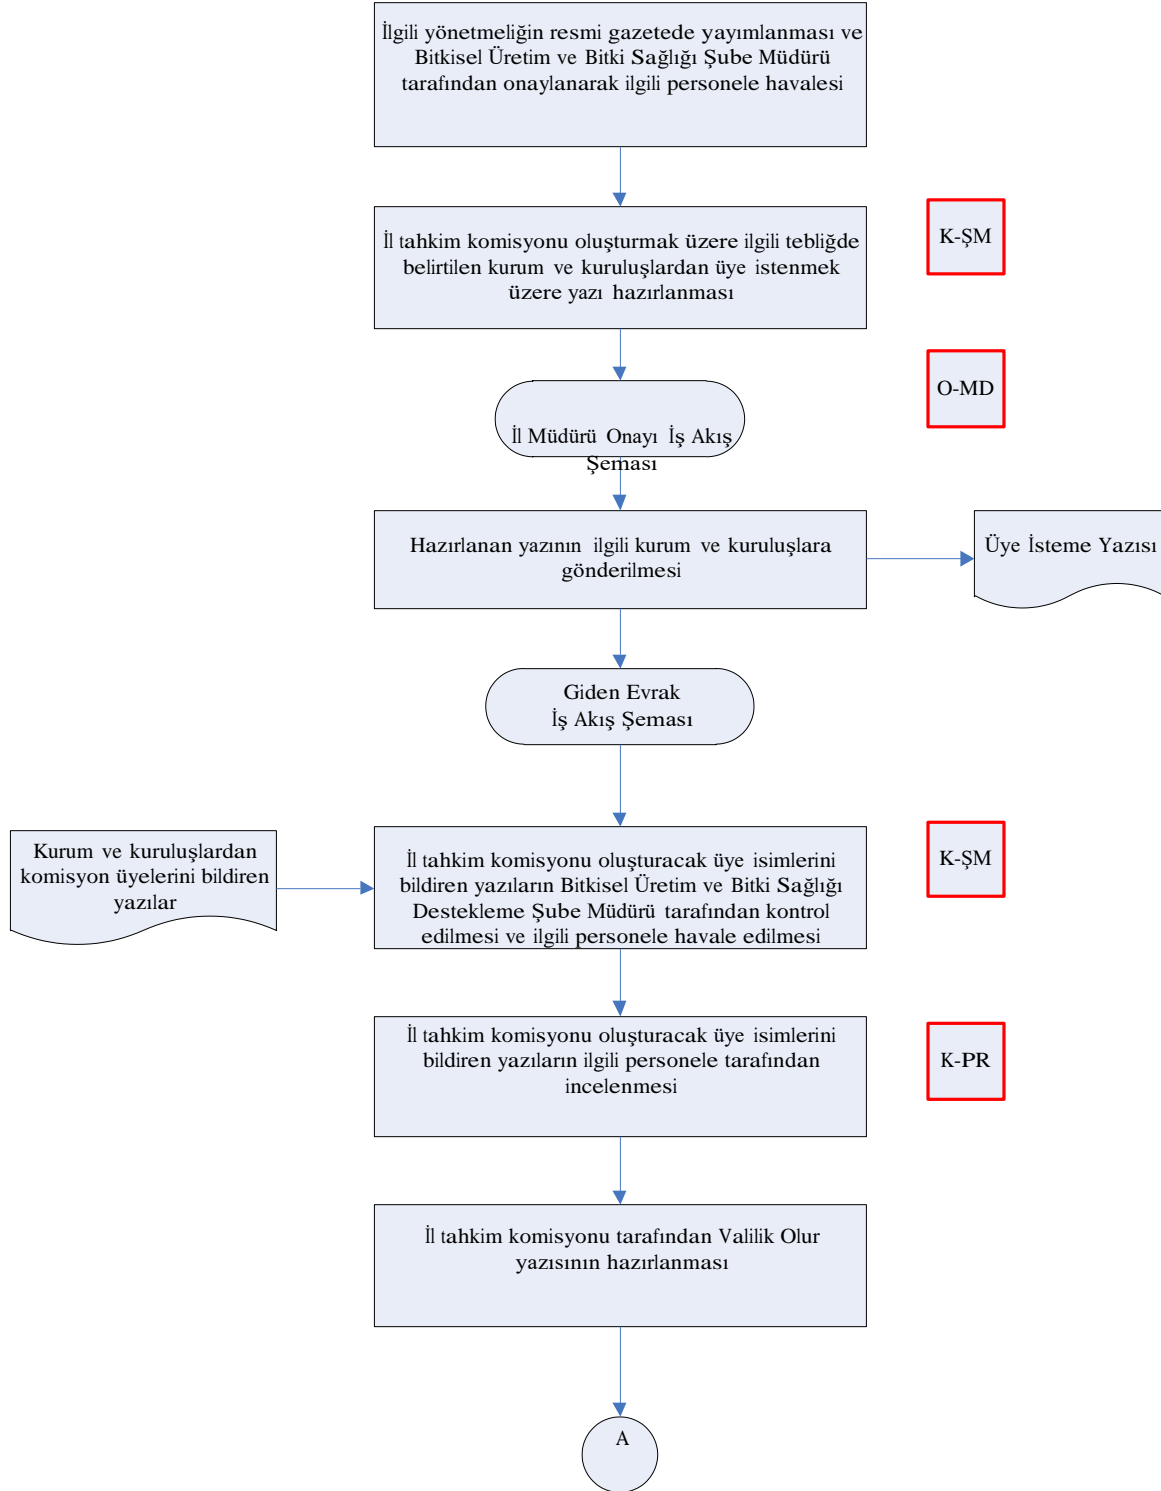 İlgili yönetmeliğin resmi gazetede yayımlanması ve
Bitkisel Üretim ve Bitki Sağlığı Şube Müdürü
tarafından onaylanarak ilgili personele havalesi
İl tahkim komisyonu oluşturmak üzere ilgili tebliğde
belirtilen kurum ve kuruluşlardan üye istenmek
üzere yazı hazırlanması
K-ŞM
O-MD
İl Müdürü Onayı İş Akış
Şeması
Hazırlanan yazının ilgili kurum ve kuruluşlara
gönderilmesi
Üye İsteme Yazısı
Giden Evrak
İş Akış Şeması
Kurum ve kuruluşlardan
komisyon üyelerini bildiren
yazılar
İl tahkim komisyonu oluşturacak üye isimlerini
bildiren yazıların Bitkisel Üretim ve Bitki Sağlığı
Destekleme Şube Müdürü tarafından kontrol
edilmesi ve ilgili personele havale edilmesi
K-ŞM
İl tahkim komisyonu oluşturacak üye isimlerini
bildiren yazıların ilgili personele tarafından
incelenmesi
K-PR
İl tahkim komisyonu tarafından Valilik Olur
yazısının hazırlanması
A